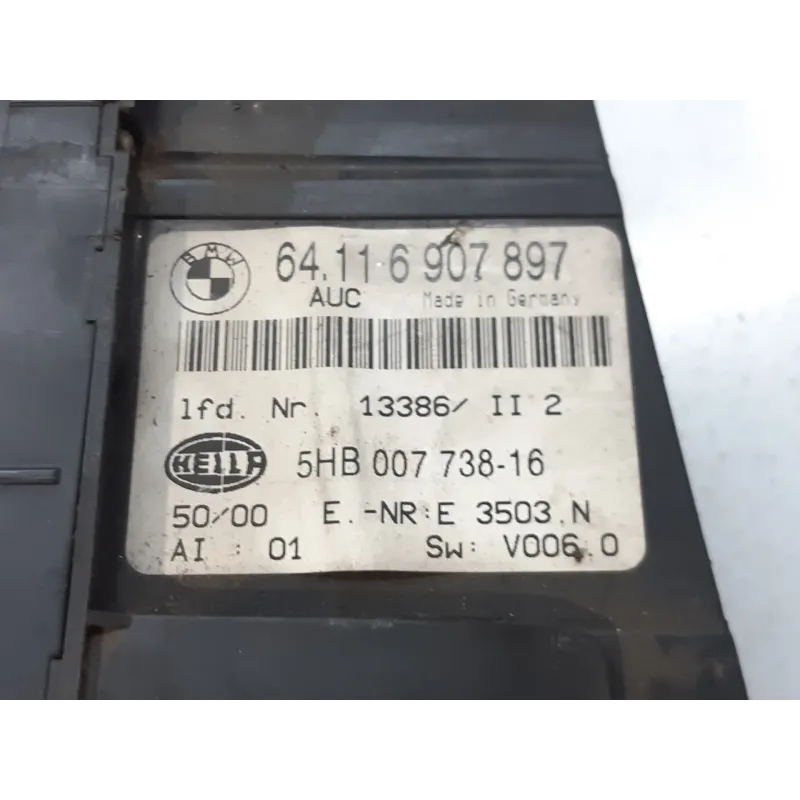 BMW
64.11 6 907 897
AUC Made in Germany
lfd. Nr. 13386/ II 2
HELLA 5HB 007 738-16
50/00 E.-NR:E 3503.N
AI : 01 Sw: V006.0